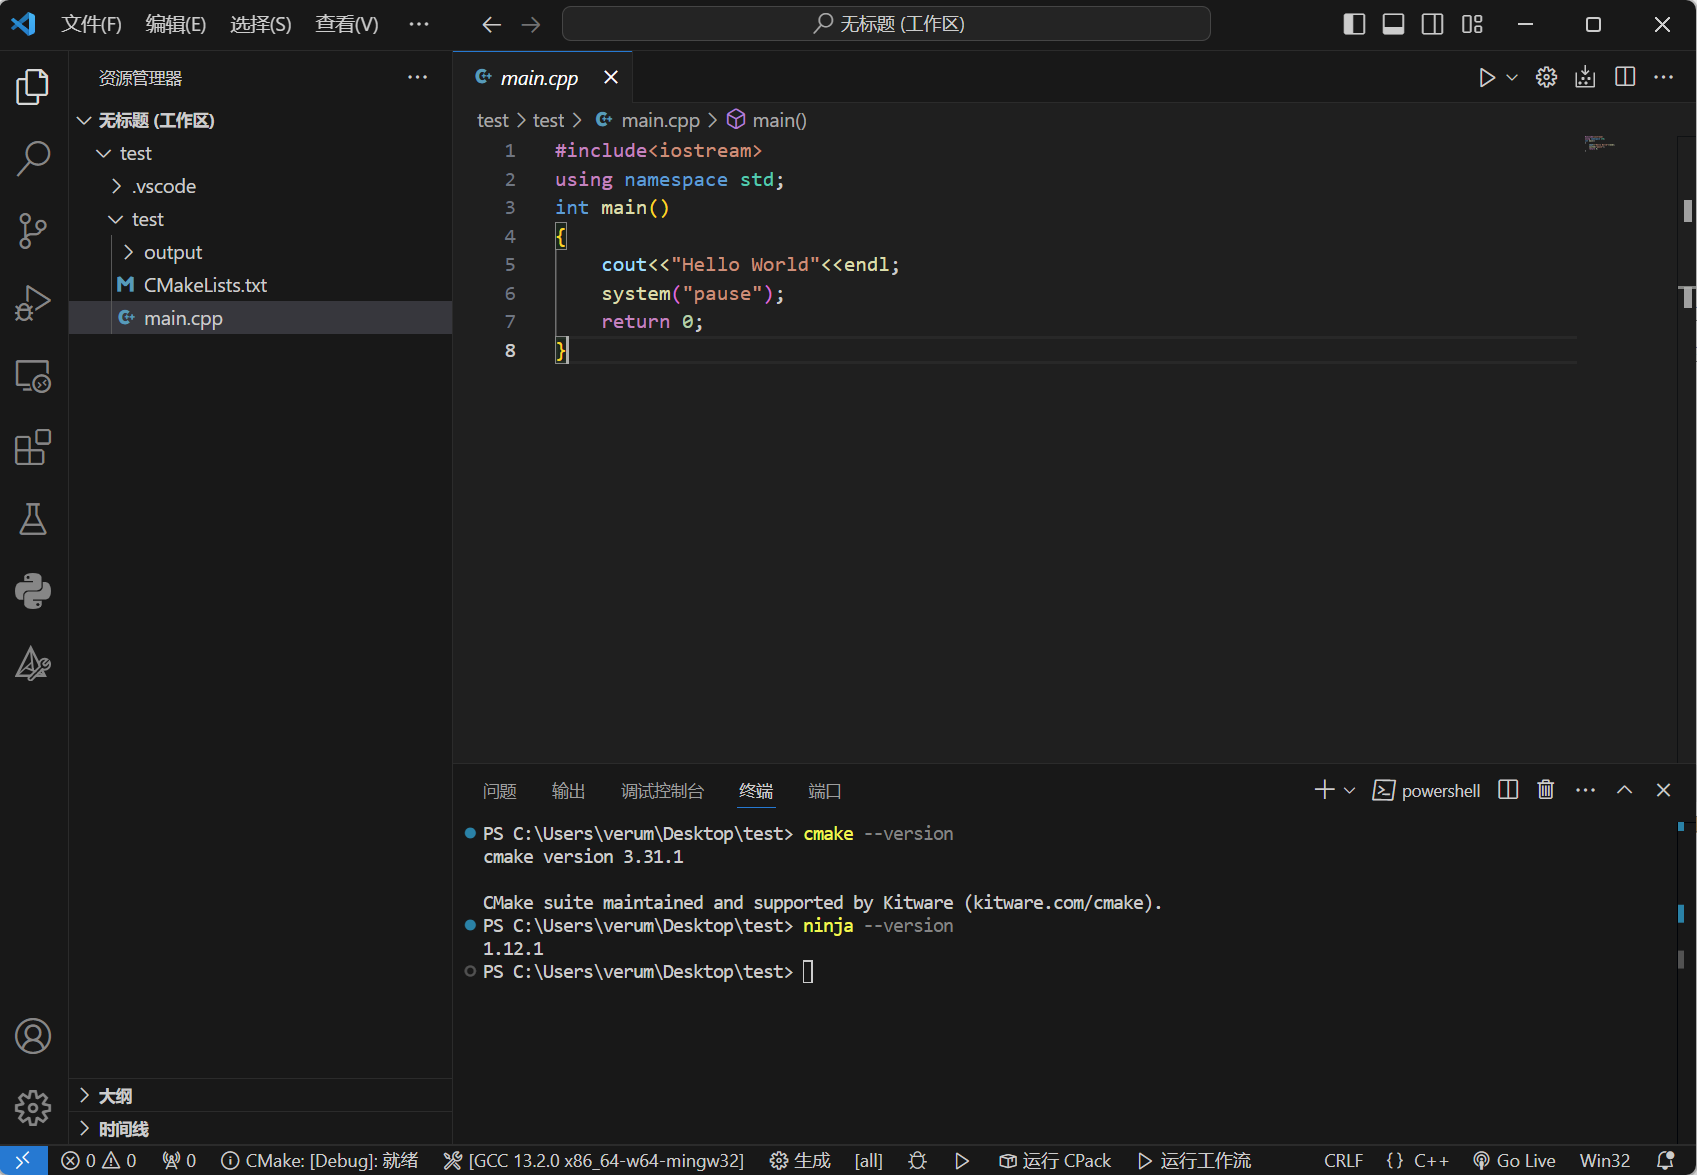 文件(F) 编辑(E) 选择(S) 查看(V) ··· 无标题 (工作区)
资源管理器 ···
无标题 (工作区)
test
.vscode
test
output
CMakeLists.txt
main.cpp
大纲
时间线
main.cpp
test > test > main.cpp > main()
1 #include<iostream>
2 using namespace std;
3 int main()
4 {
5 cout<<"Hello World"<<endl;
6 system("pause");
7 return 0;
8 }
问题 输出 调试控制台 终端 端口 powershell
PS C:\Users\verum\Desktop\test> cmake --version
cmake version 3.31.1
CMake suite maintained and supported by Kitware (kitware.com/cmake).
PS C:\Users\verum\Desktop\test> ninja --version
1.12.1
PS C:\Users\verum\Desktop\test>
0 0 0 CMake: [Debug]: 就绪 [GCC 13.2.0 x86_64-w64-mingw32] 生成 [all] 运行 CPack 运行工作流 CRLF {} C++ Go Live Win32